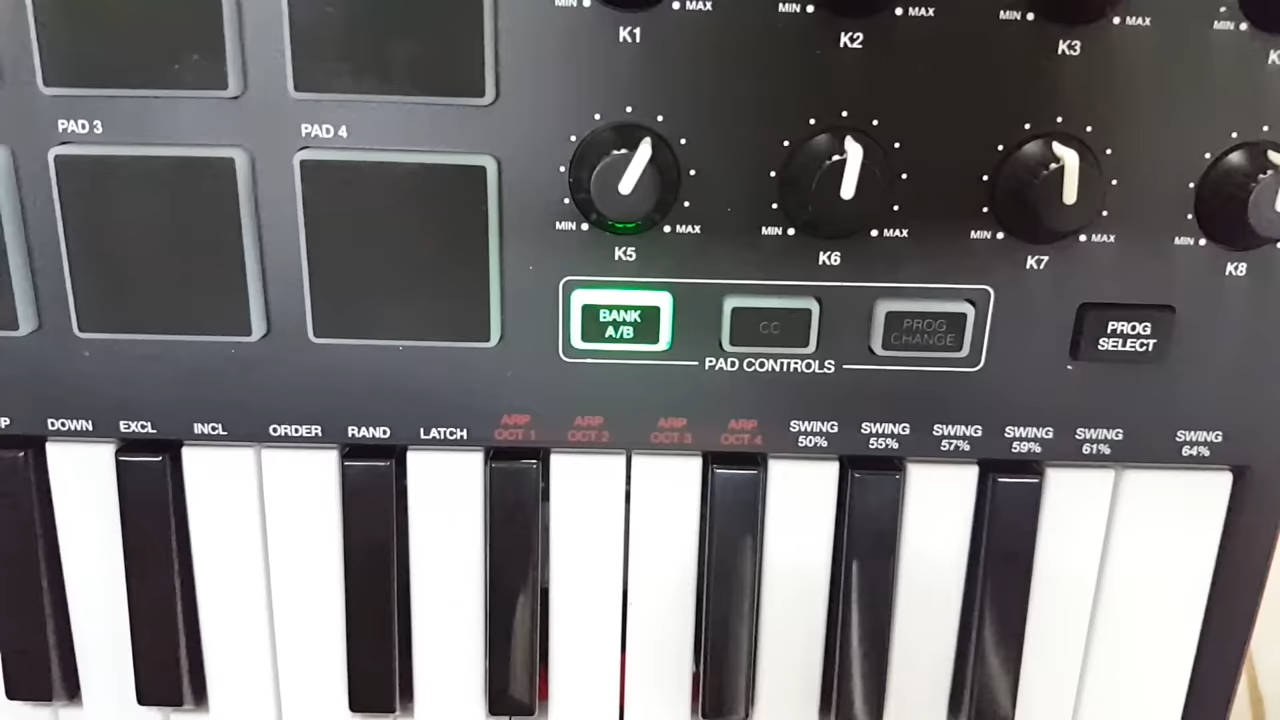 MIN MAX MIN MAX MIN MAX MIN
K1 K2 K3
PAD 3 PAD 4
MIN MAX MIN MAX MIN MAX MIN
K5 K6 K7 K8
BANK
A/B
CC
PROG
CHANGE
PROG
SELECT
PAD CONTROLS
DOWN EXCL INCL ORDER RAND LATCH
ARP
OCT 1
ARP
OCT 2
ARP
OCT 3
ARP
OCT 4
SWING
50%
SWING
55%
SWING
57%
SWING
59%
SWING
61%
SWING
64%